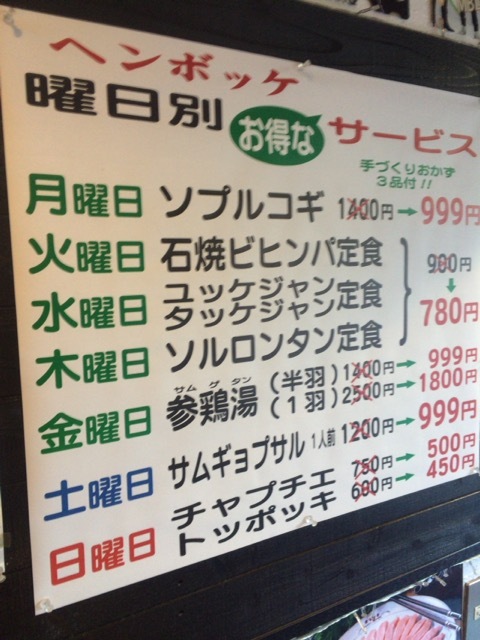 ヘンボッケ
曜日別 お得な サービス
手づくりおかず
3品付!!
月曜日 ソプルコギ 1400円→999円
火曜日 石焼ビヒンパ定食
水曜日 ユッケジャン定食
タッケジャン
900円
↓
780円
木曜日 ソルロンタン定食
金曜日 参鶏湯 サムゲタン (半羽) 1400円→999円
(1羽) 2500円→1800円
土曜日 サムギョプサル 1人前 1200円→999円
日曜日 チャプチェ 750円→500円
トッポッキ 600円→450円